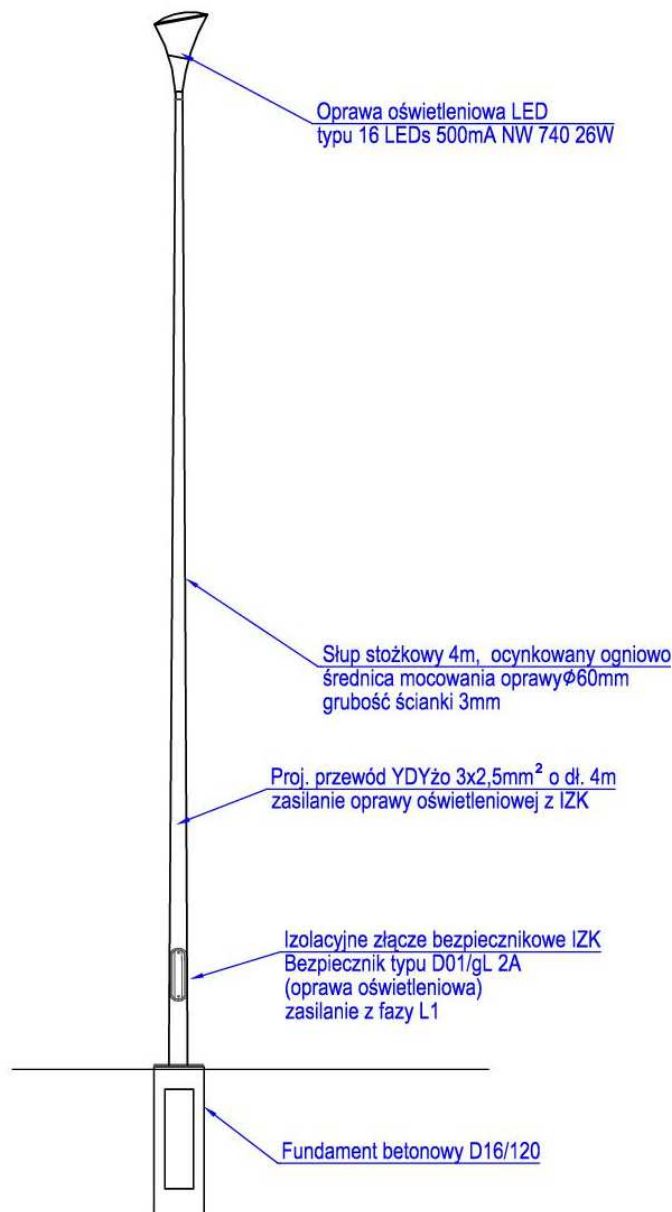 Oprawa oświetleniowa LED
typu 16 LEDs 500mA NW 740 26W
Słup stożkowy 4m, ocynkowany ogniowo
średnica mocowania oprawyΦ60mm
grubość ścianki 3mm
Proj. przewód YDYżo 3x2,5mm² o dł. 4m
zasilanie oprawy oświetleniowej z IZK
Izolacyjne złącze bezpiecznikowe IZK
Bezpiecznik typu D01/gL 2A
(oprawa oświetleniowa)
zasilanie z fazy L1
Fundament betonowy D16/120